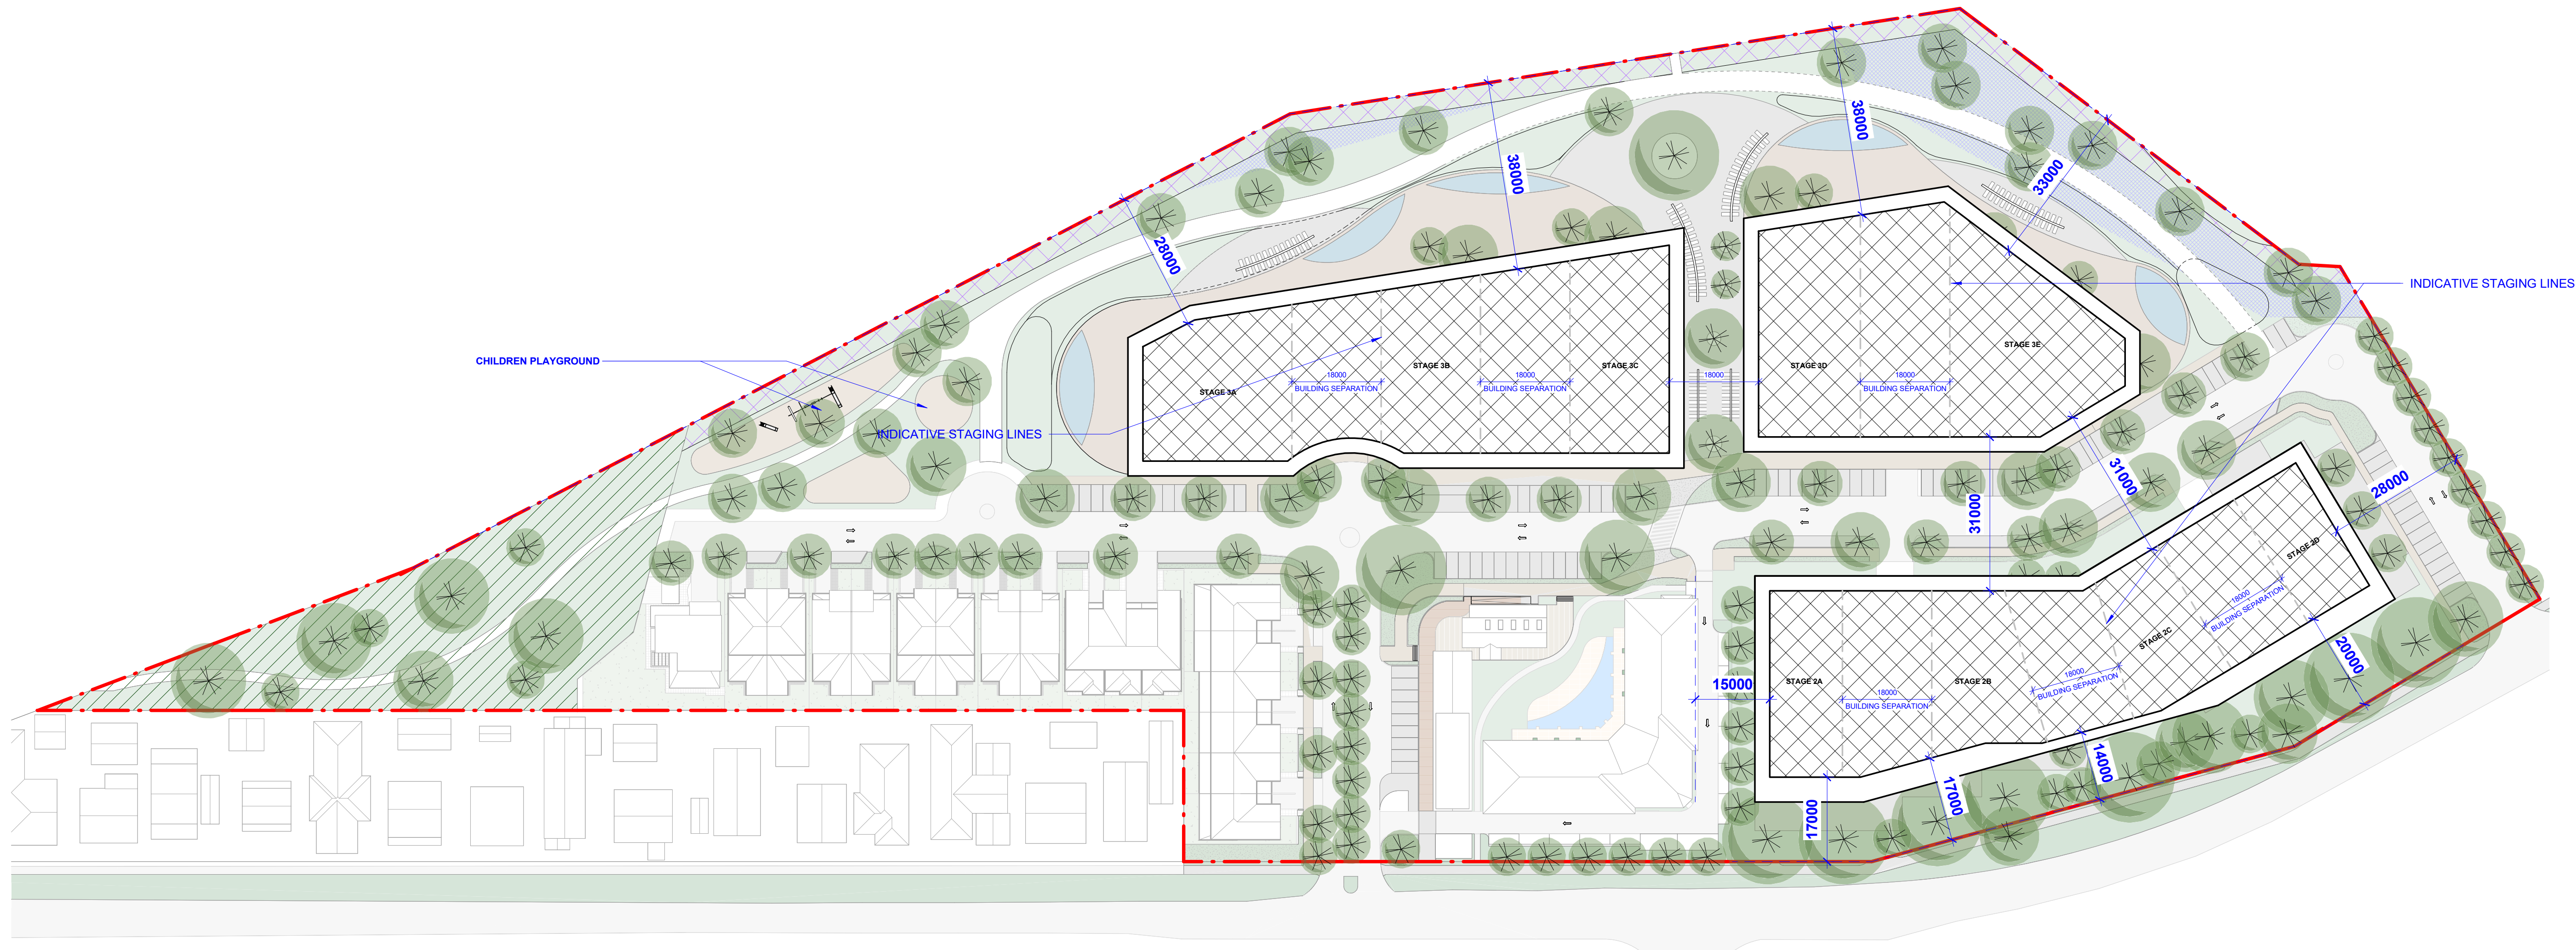 38000
38000
33000
28000
INDICATIVE STAGING LINES
CHILDREN PLAYGROUND
STAGE 3A
STAGE 3B
STAGE 3C
STAGE 3D
STAGE 3E
18000
BUILDING SEPARATION
18000
BUILDING SEPARATION
18000
18000
BUILDING SEPARATION
INDICATIVE STAGING LINES
31000
31000
28000
STAGE 2D
18000
BUILDING SEPARATION
STAGE 2C
18000
BUILDING SEPARATION
20000
15000
STAGE 2A
STAGE 2B
18000
BUILDING SEPARATION
14000
17000
17000